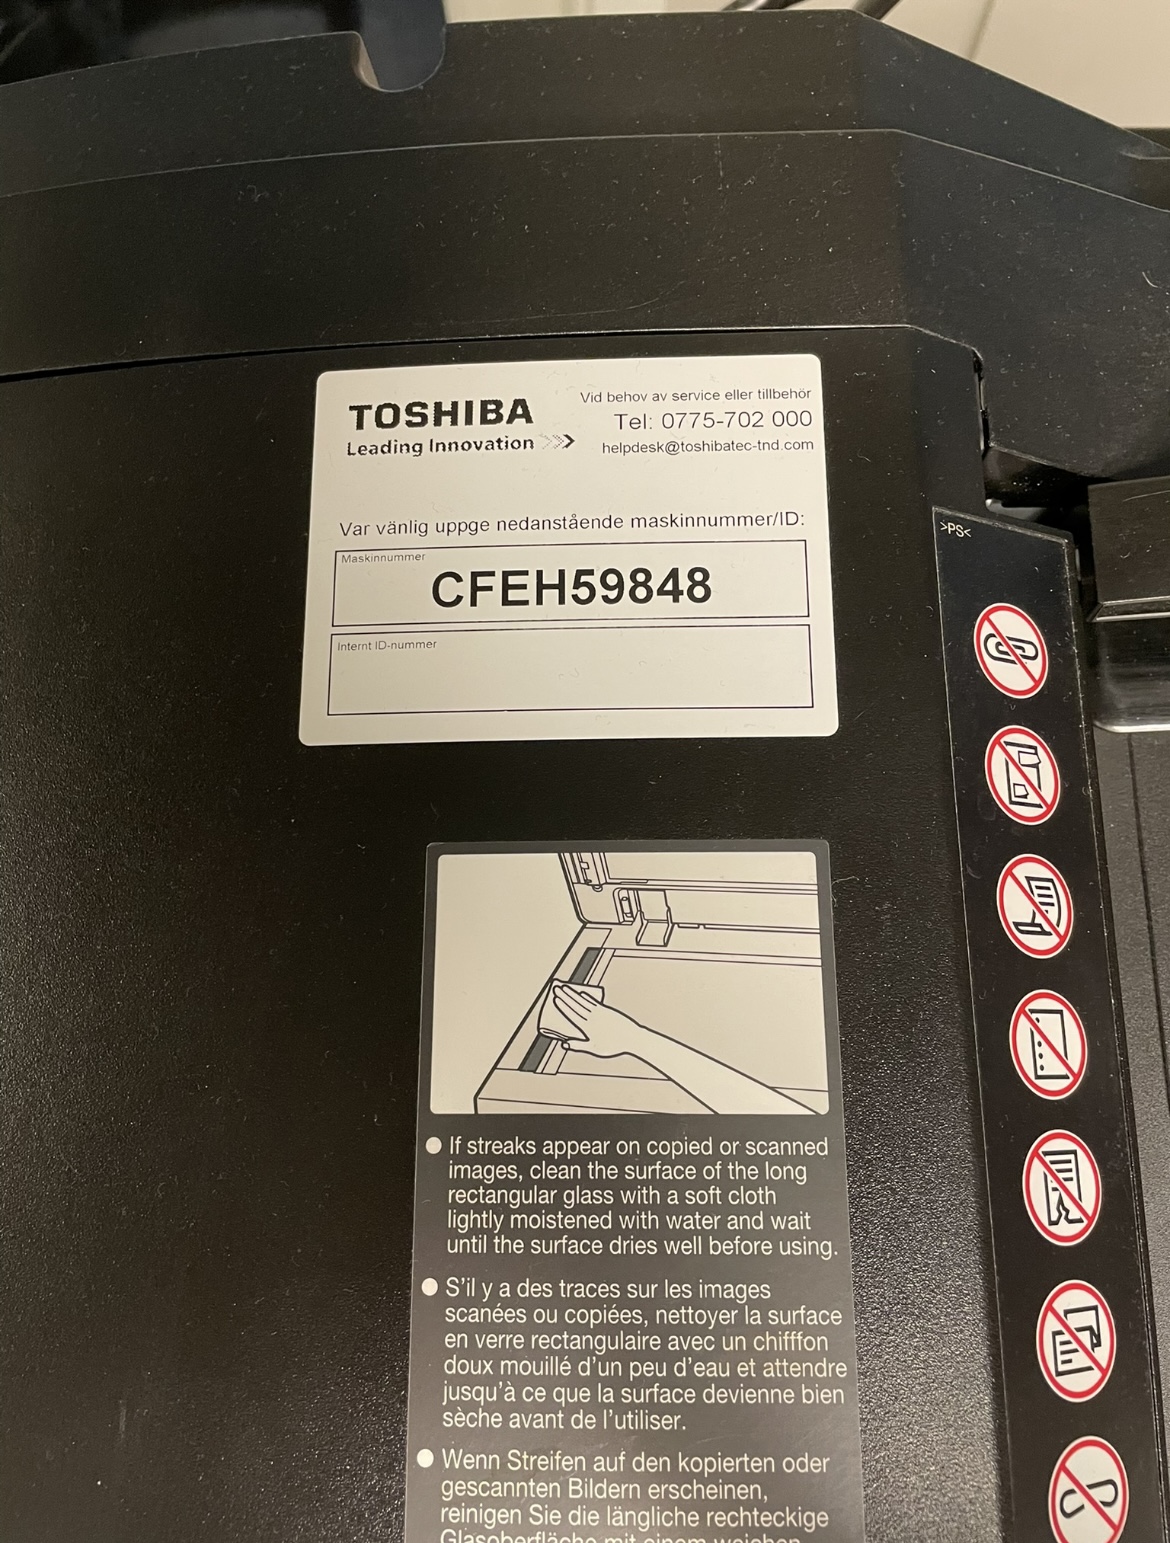 TOSHIBA
Leading Innovation >>>
Vid behov av service eller tillbehör
Tel: 0775-702 000
helpdesk@toshibatec-tnd.com
Var vänlig uppge nedanstående maskinnummer/ID:
Maskinnummer
CFEH59848
Internt ID-nummer
>PS<
● If streaks appear on copied or scanned
images, clean the surface of the long
rectangular glass with a soft cloth
lightly moistened with water and wait
until the surface dries well before using.
● S'il y a des traces sur les images
scanées ou copiées, nettoyer la surface
en verre rectangulaire avec un chifffon
doux mouillé d'un peu d'eau et attendre
jusqu'à ce que la surface devienne bien
sèche avant de l'utiliser.
● Wenn Streifen auf den kopierten oder
gescannten Bildern erscheinen,
reinigen Sie die längliche rechteckige
Glasoberfläche mit einem weichen